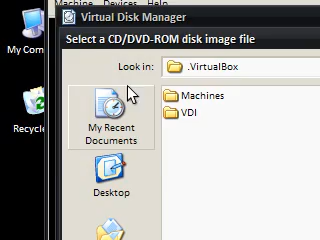 Machine Devices Help
Virtual Disk Manager
Select a CD/DVD-ROM disk image file
My Com
Look in:
.VirtualBox
Machines
VDI
Recycle
My Recent
Documents
Desktop